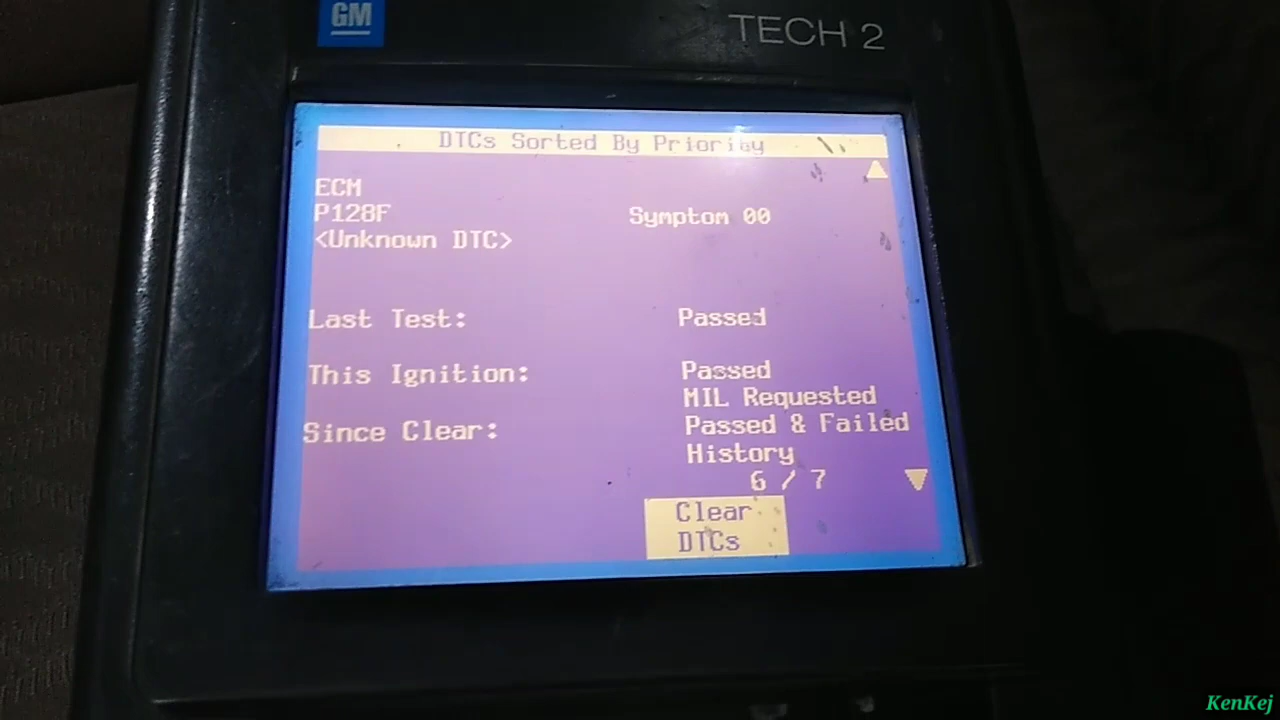 GM
TECH 2
DTCs Sorted By Priority
ECM
P128F Symptom 00
<Unknown DTC>
Last Test: Passed
This Ignition: Passed
MIL Requested
Since Clear: Passed & Failed
History
6 / 7
Clear
DTCs
KenKej